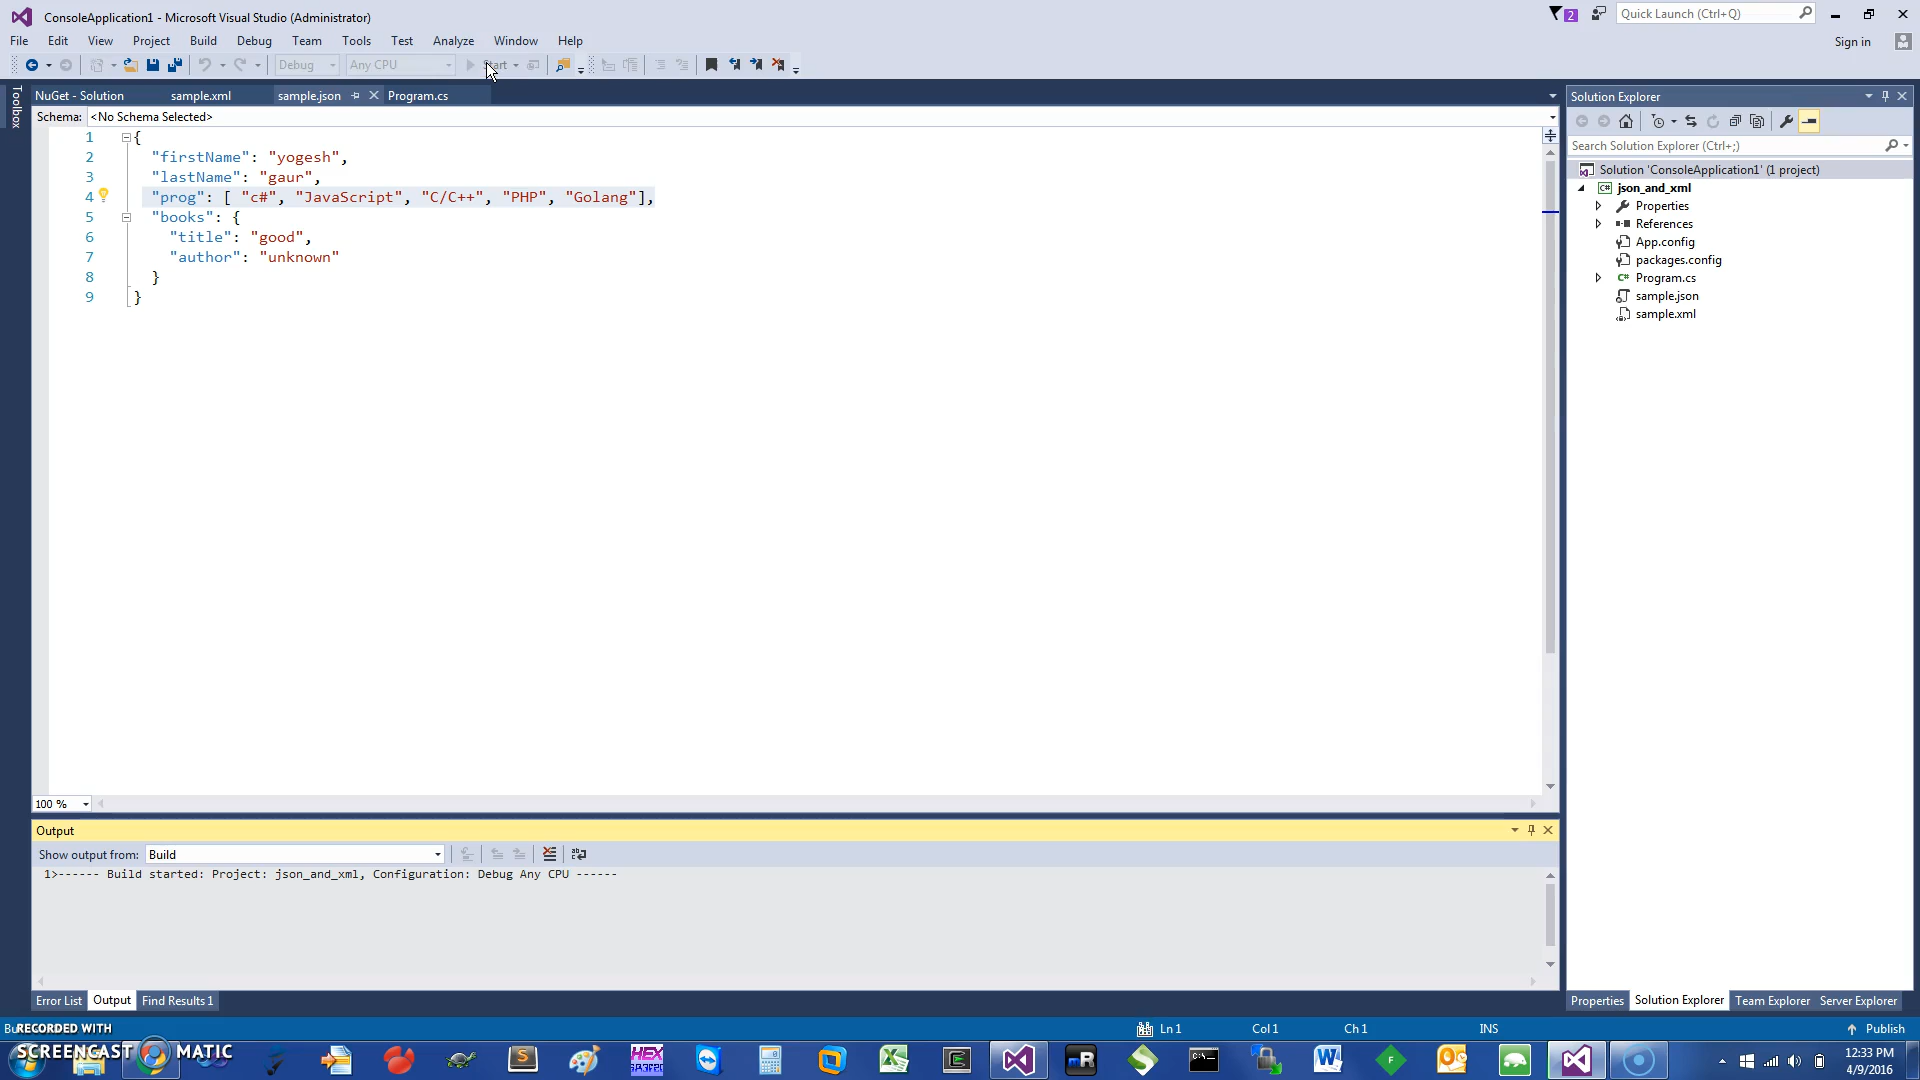 ConsoleApplication1 - Microsoft Visual Studio (Administrator)
2
Quick Launch (Ctrl+Q)
File Edit View Project Build Debug Team Tools Test Analyze Window Help
Sign in
Debug Any CPU Start
Toolbox
NuGet - Solution sample.xml sample.json Program.cs
Schema: <No Schema Selected>
1 {
2 "firstName": "yogesh",
3 "lastName": "gaur",
4 "prog": [ "c#", "JavaScript", "C/C++", "PHP", "Golang"],
5 "books": {
6 "title": "good",
7 "author": "unknown"
8 }
9 }
100 %
Solution Explorer
Search Solution Explorer (Ctrl+;)
Solution 'ConsoleApplication1' (1 project)
json_and_xml
Properties
References
App.config
packages.config
Program.cs
sample.json
sample.xml
Output
Show output from: Build
1>------ Build started: Project: json_and_xml, Configuration: Debug Any CPU ------
Error List Output Find Results 1
Properties Solution Explorer Team Explorer Server Explorer
Ln 1 Col 1 Ch 1 INS Publish
RECORDED WITH
SCREENCAST MATIC
HEX
mR
12:33 PM
4/9/2016